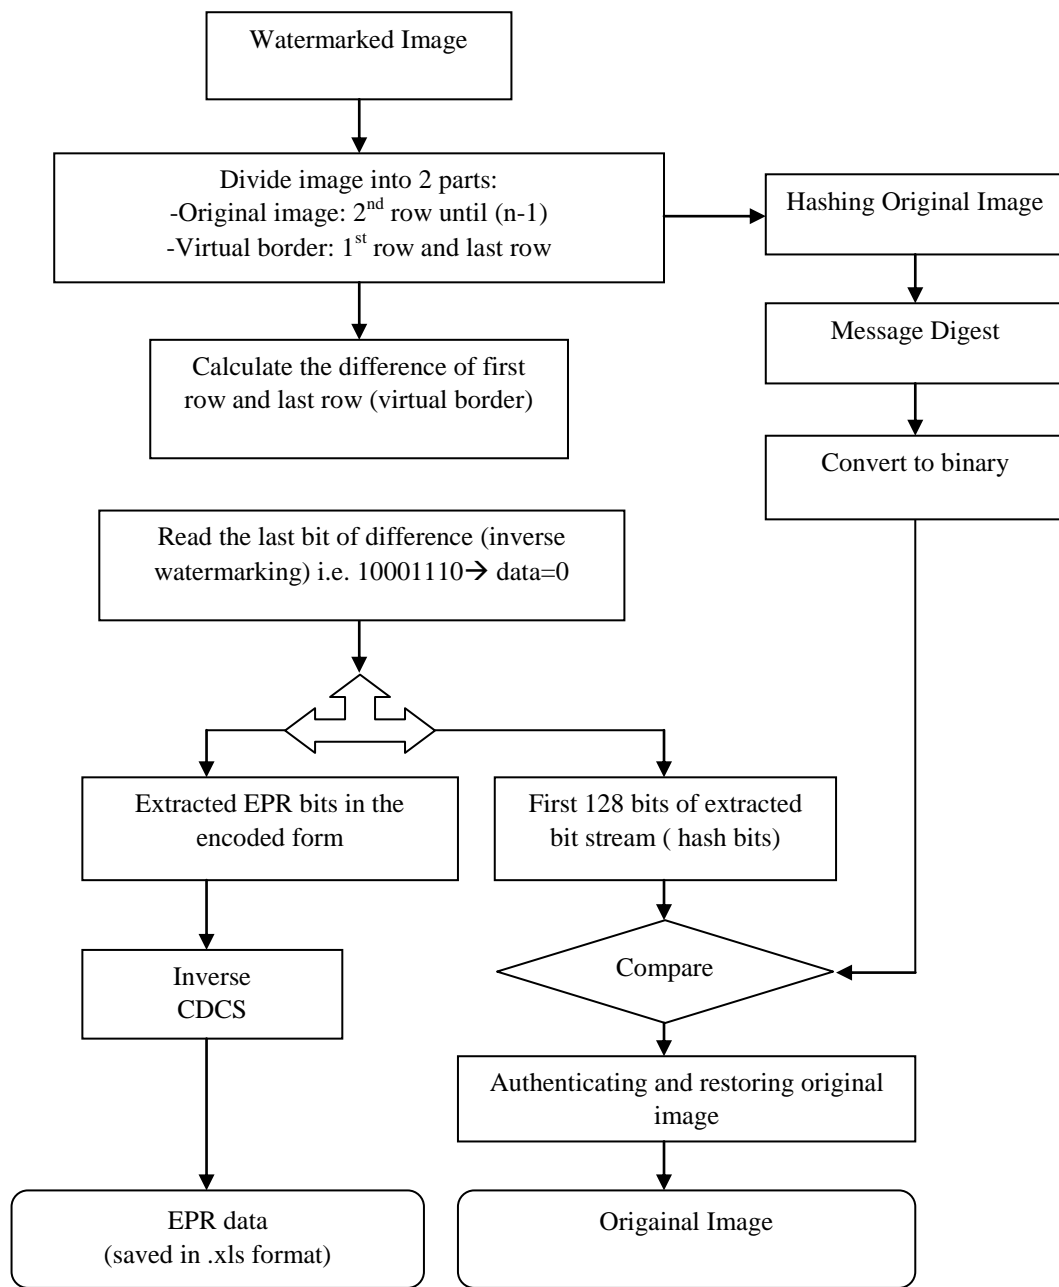 Watermarked Image
Divide image into 2 parts:
-Original image: 2nd row until (n-1)
-Virtual border: 1st row and last row
Hashing Original Image
Message Digest
Calculate the difference of first
row and last row (virtual border)
Convert to binary
Read the last bit of difference (inverse
watermarking) i.e. 10001110→ data=0
Extracted EPR bits in the
encoded form
First 128 bits of extracted
bit stream ( hash bits)
Inverse
CDCS
Compare
Authenticating and restoring original
image
EPR data
(saved in .xls format)
Origainal Image